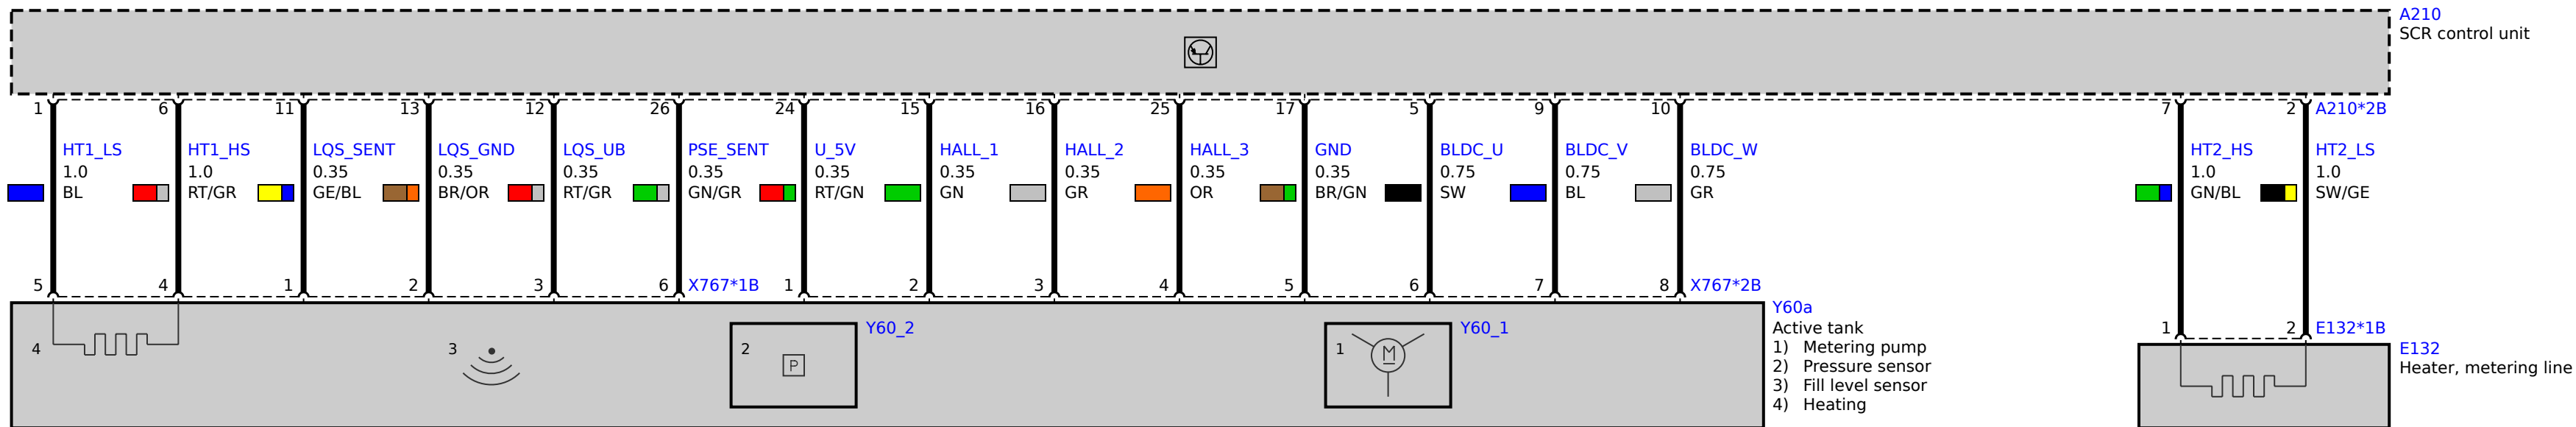 A210
SCR control unit
1 6 11 13 12 26 24 15 16 25 17 5 9 10 7 2 A210*2B
HT1_LS HT1_HS LQS_SENT LQS_GND LQS_UB PSE_SENT U_5V HALL_1 HALL_2 HALL_3 GND BLDC_U BLDC_V BLDC_W HT2_HS HT2_LS
1.0 1.0 0.35 0.35 0.35 0.35 0.35 0.35 0.35 0.35 0.35 0.75 0.75 0.75 1.0 1.0
BL RT/GR GE/BL BR/OR RT/GR GN/GR RT/GN GN GR OR BR/GN SW BL GR GN/BL SW/GE
5 4 1 2 3 6 X767*1B 1 2 3 4 5 6 7 8 X767*2B
Y60a
Y60_2 Y60_1 Active tank 1 2 E132*1B
4 3 2 1 1) Metering pump E132
P M 2) Pressure sensor Heater, metering line
3) Fill level sensor
4) Heating